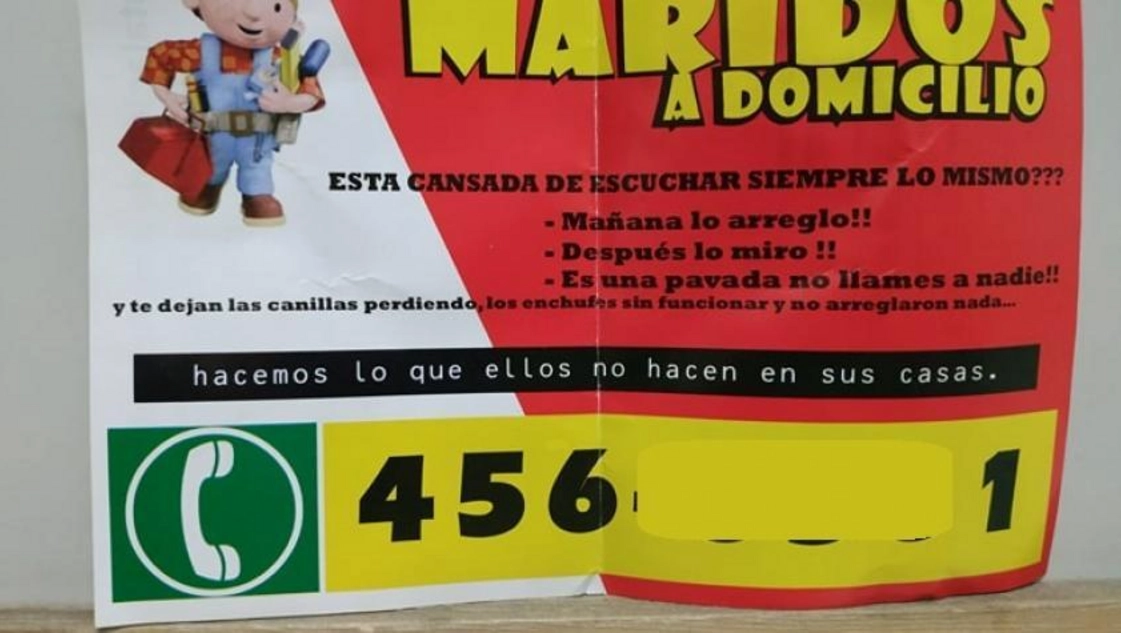 MARIDOS
A DOMICILIO
ESTA CANSADA DE ESCUCHAR SIEMPRE LO MISMO???
- Mañana lo arreglo!!
- Después lo miro !!
- Es una pavada no llames a nadie!!
y te dejan las canillas perdiendo, los enchufes sin funcionar y no arreglaron nada...
hacemos lo que ellos no hacen en sus casas.
456- 1